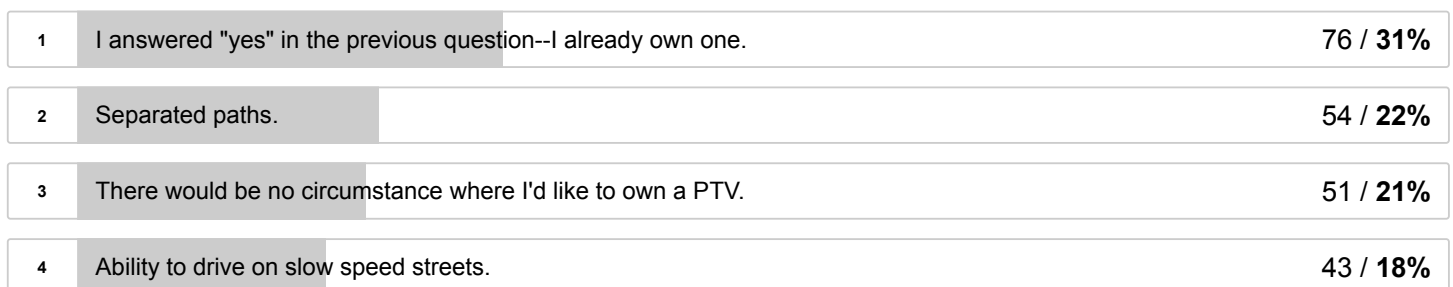 1 I answered "yes" in the previous question--I already own one. 76 / 31%
2 Separated paths. 54 / 22%
3 There would be no circumstance where I'd like to own a PTV. 51 / 21%
4 Ability to drive on slow speed streets. 43 / 18%